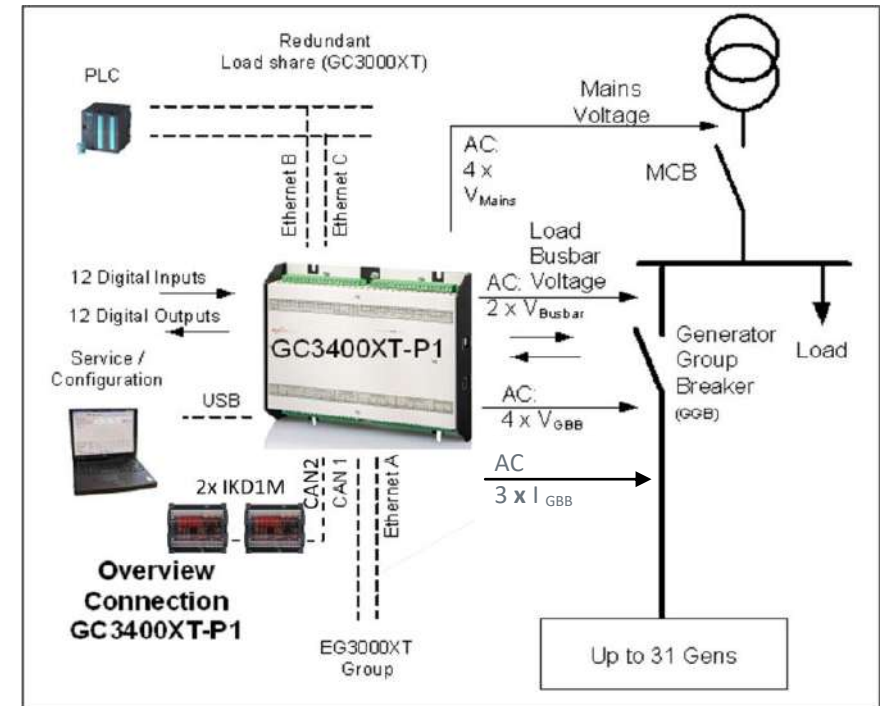 Redundant
Load share (GC3000XT)
PLC
Mains
Voltage
AC:
4 x
VMains
MCB
Ethernet B
Ethernet C
Load
Busbar
Voltage
AC:
2 x VBusbar
12 Digital Inputs
12 Digital Outputs
GC3400XT-P1
Generator
Group
Breaker
(GGB)
Load
Service /
Configuration
USB
AC:
4 x VGBB
AC
3 x I GBB
2x IKD1M
CAN2
CAN 1
Ethernet A
Overview
Connection
GC3400XT-P1
EG3000XT
Group
Up to 31 Gens